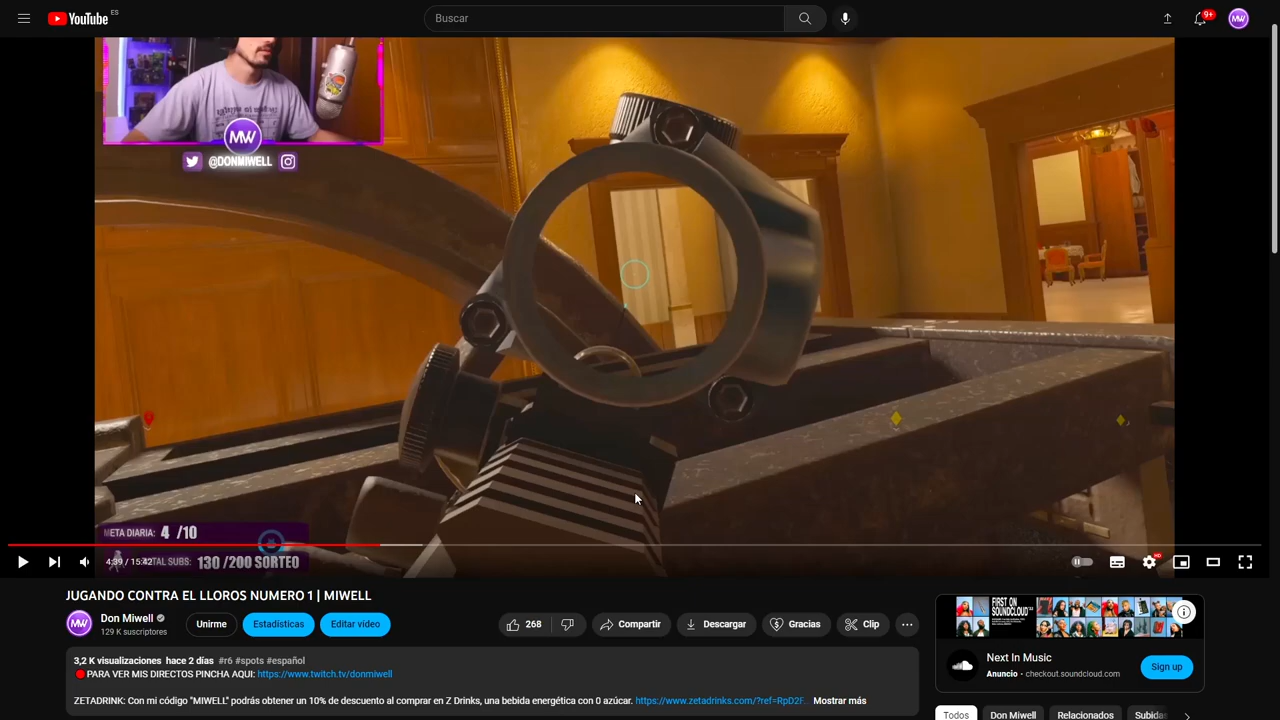 YouTube ES
Buscar
9+
MW
MW
@DONMIWELL
META DIARIA: 4 /10
TOTAL SUBS: 130 /200 SORTEO
4:39 / 15:42
HD
JUGANDO CONTRA EL LLOROS NUMERO 1 | MIWELL
MW
Don Miwell
129 K suscriptores
Unirme
Estadísticas
Editar vídeo
268
Compartir
Descargar
Gracias
Clip
3,2 K visualizaciones hace 2 días #r6 #spots #español
PARA VER MIS DIRECTOS PINCHA AQUI: https://www.twitch.tv/donmiwell
ZETADRINK: Con mi código "MIWELL" podrás obtener un 10% de descuento al comprar en Z Drinks, una bebida energética con 0 azúcar. https://www.zetadrinks.com/?ref=RpD2F... Mostrar más
FIRST ON
SOUNDCLOUD
Next In Music
Anuncio • checkout.soundcloud.com
Sign up
Todos
Don Miwell
Relacionados
Subida